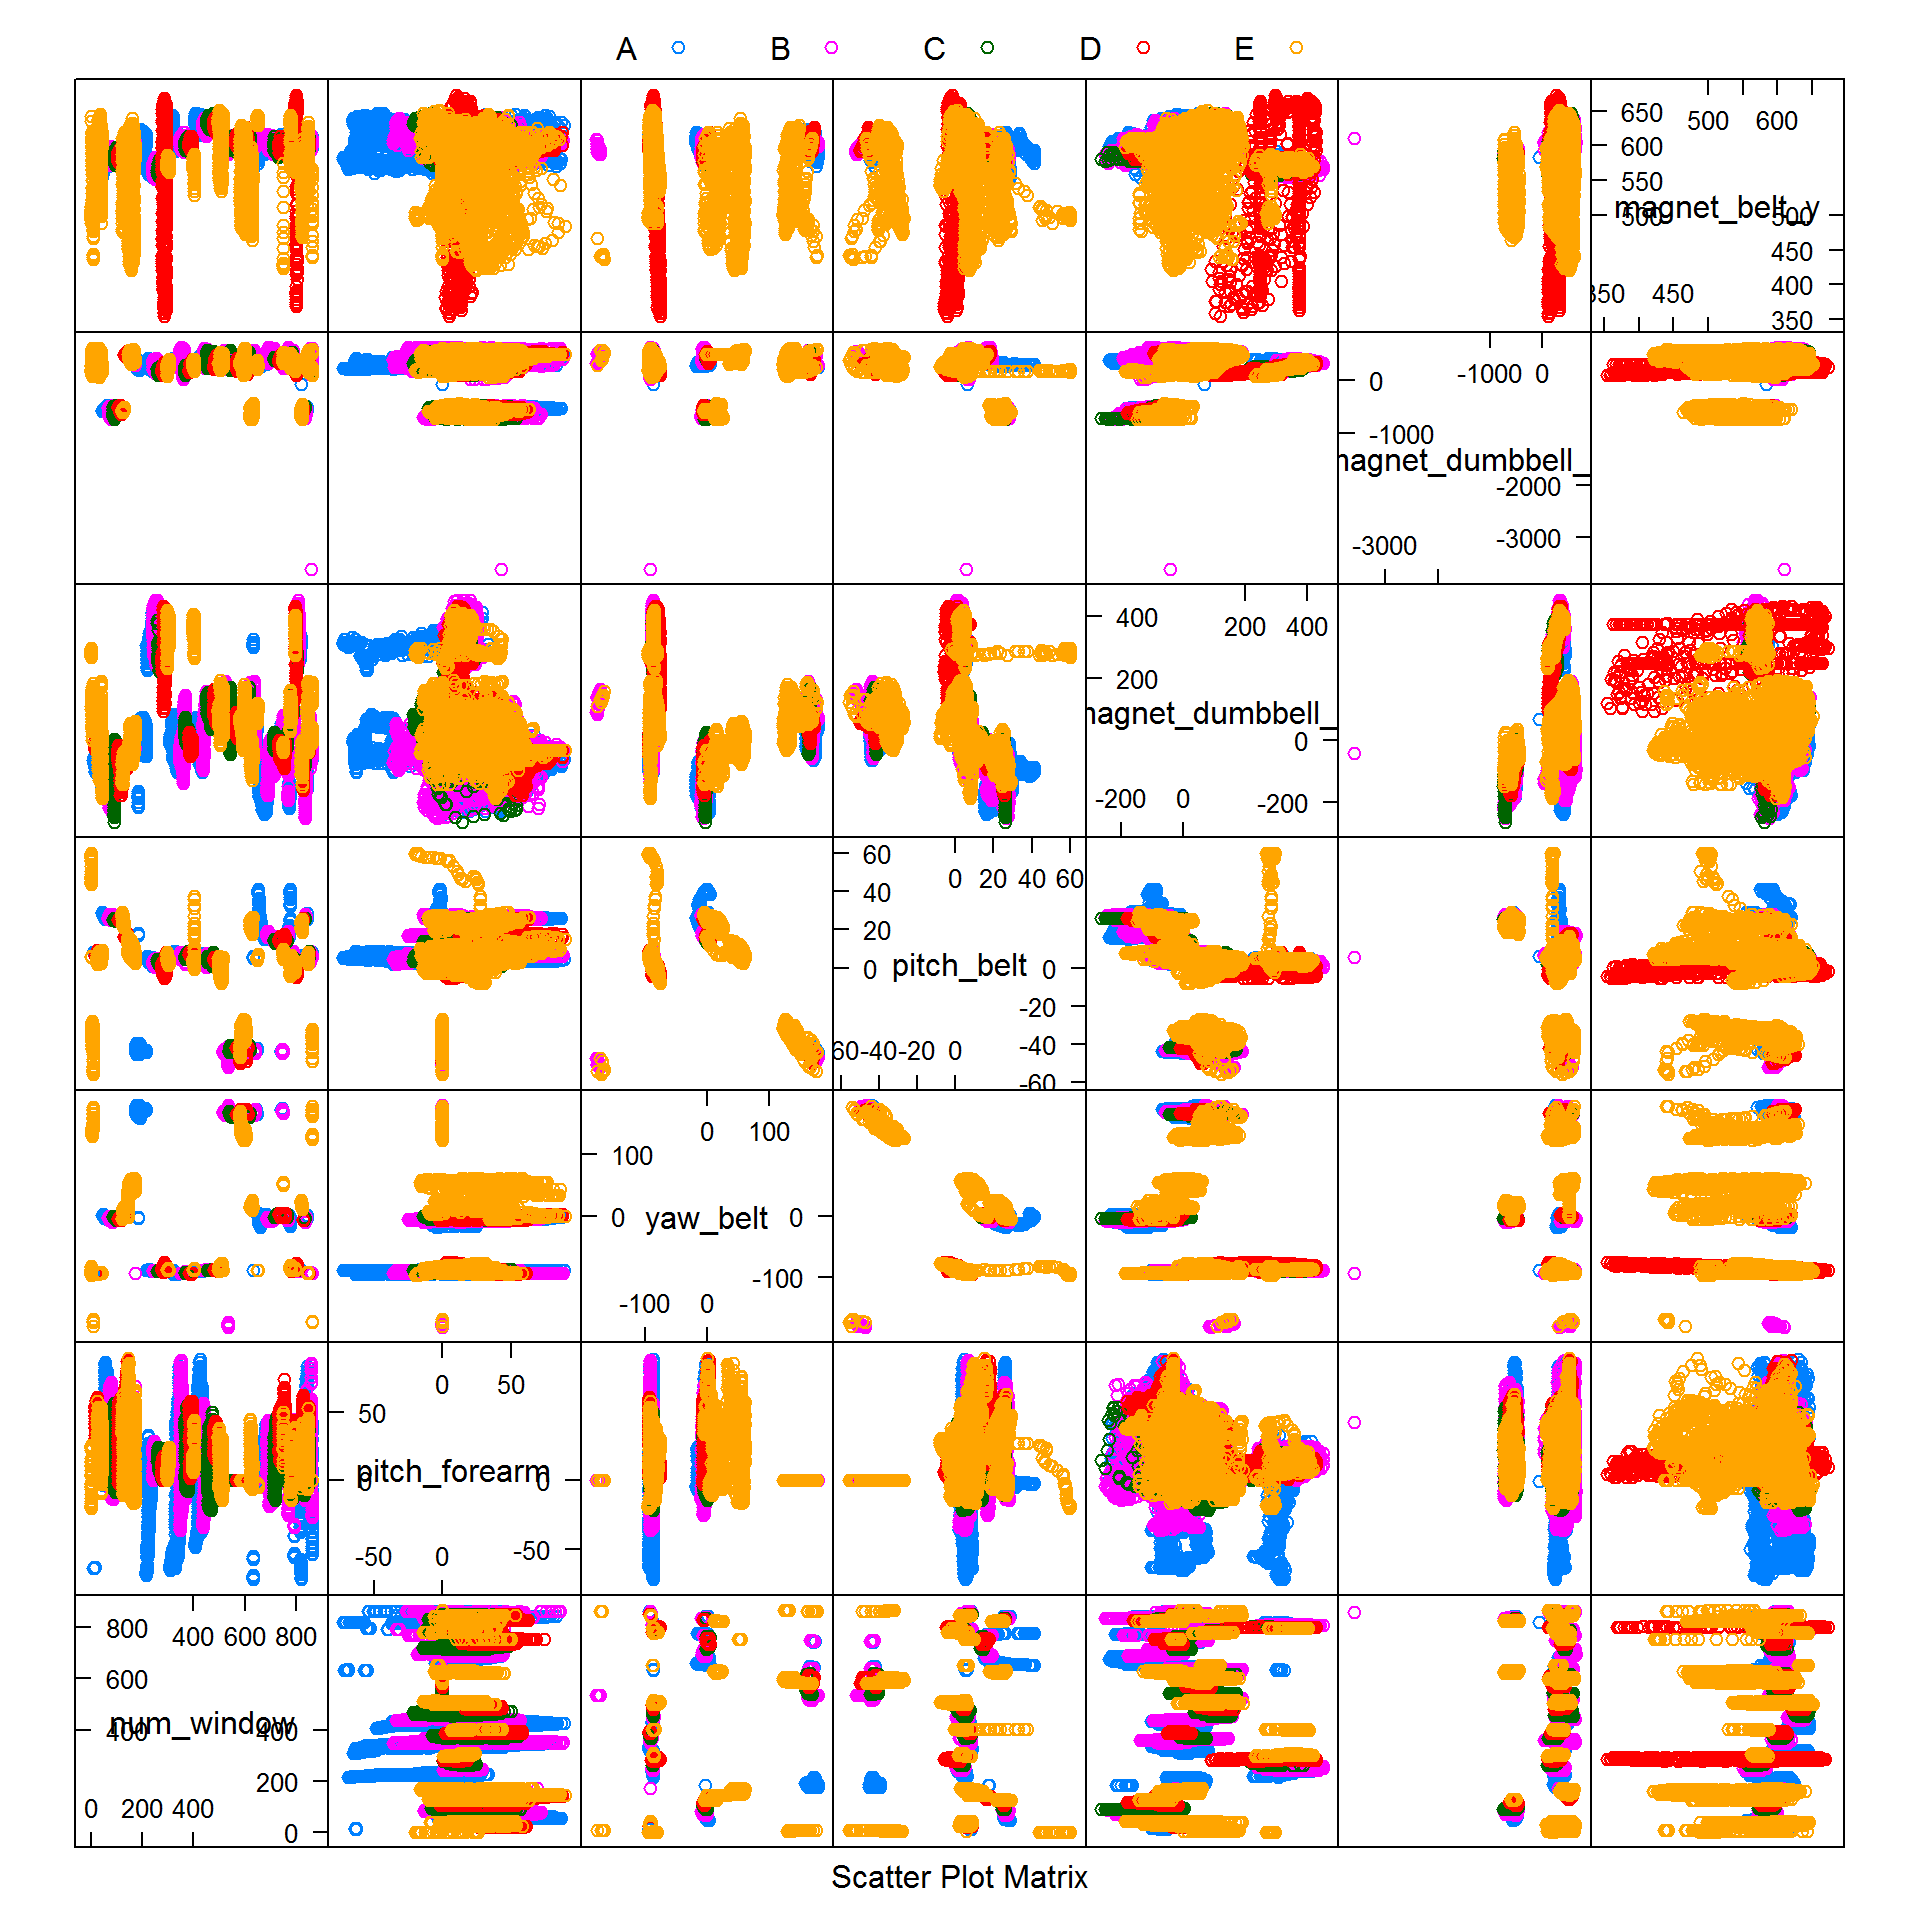 A B C D E
650 500 600
600
550
magnet_belt_y
500 500
450
350 450 400
350
-1000 0
0
-1000
magnet_dumbbell_
-2000
-3000 -3000
400 200 400
200
magnet_dumbbell_
0
-200 0 -200
60 0 20 40 60
40
20
0 pitch_belt 0
-20
60 -40 -20 0 -40
-60
0 100
100
0 yaw_belt 0
-100
-100 0
0 50
50
pitch_forearm
0 0
-50 0 -50
800 400 600 800
600
num_window
400 400
200
0 200 400 0
Scatter Plot Matrix